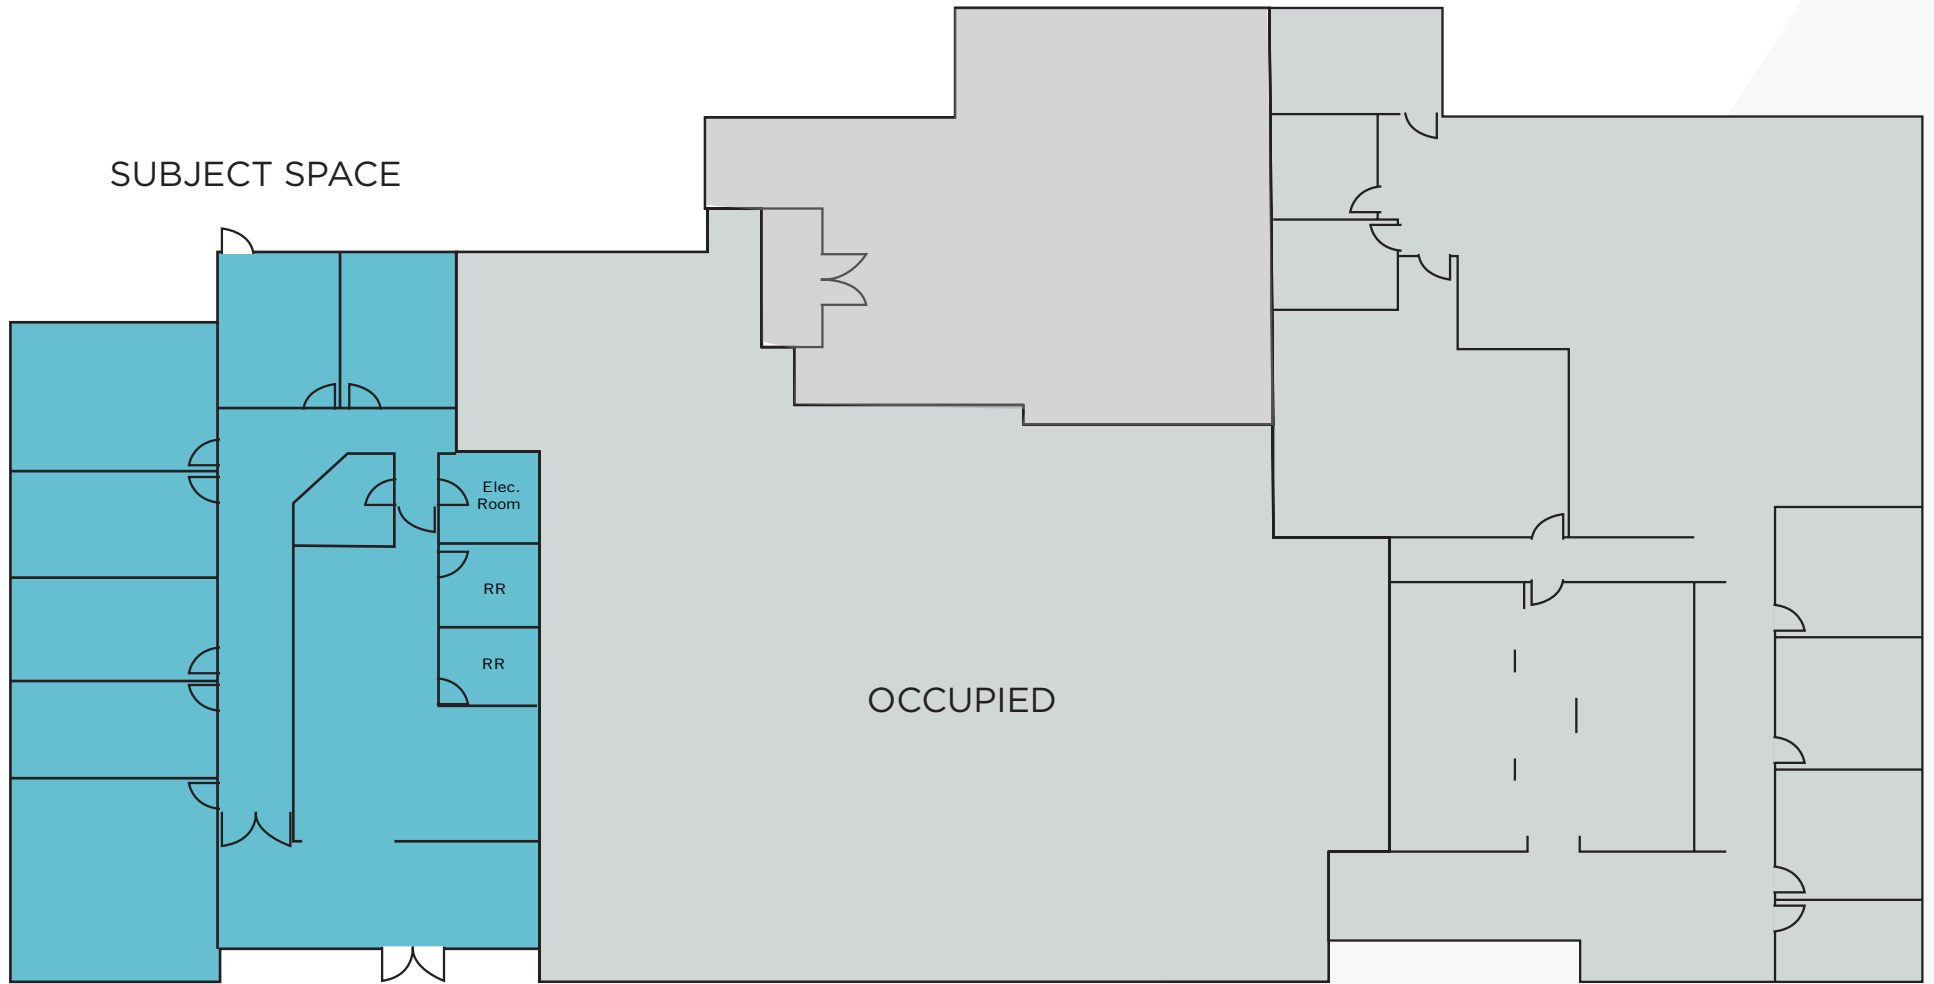 SUBJECT SPACE
Elec.
Room
RR
RR
OCCUPIED